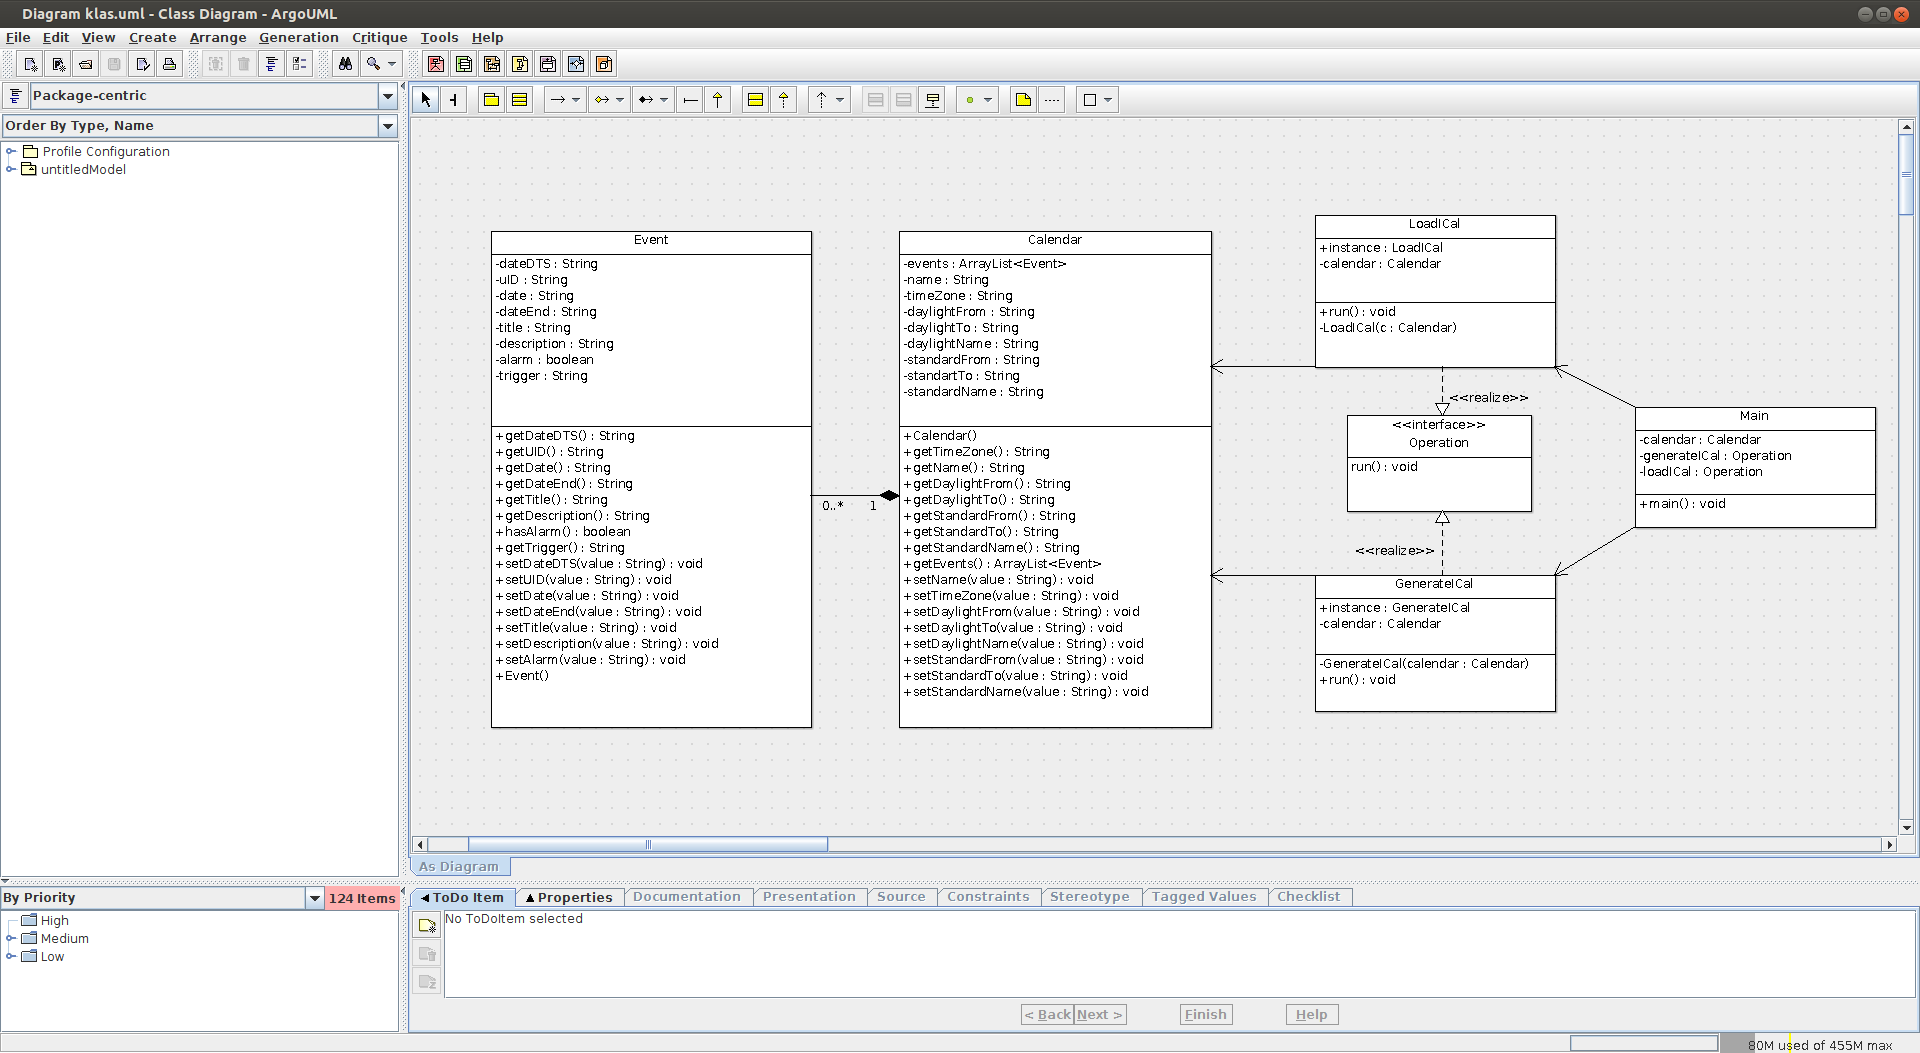 Diagram klas.uml - Class Diagram - ArgoUML
File Edit View Create Arrange Generation Critique Tools Help
Package-centric
Order By Type, Name
Profile Configuration
untitledModel
Event
-dateDTS : String
-uID : String
-date : String
-dateEnd : String
-title : String
-description : String
-alarm : boolean
-trigger : String
+getDateDTS() : String
+getUID() : String
+getDate() : String
+getDateEnd() : String
+getTitle() : String
+getDescription() : String
+hasAlarm() : boolean
+getTrigger() : String
+setDateDTS(value : String) : void
+setUID(value : String) : void
+setDate(value : String) : void
+setDateEnd(value : String) : void
+setTitle(value : String) : void
+setDescription(value : String) : void
+setAlarm(value : String) : void
+Event()
0..* 1
Calendar
-events : ArrayList<Event>
-name : String
-timeZone : String
-daylightFrom : String
-daylightTo : String
-daylightName : String
-standardFrom : String
-standartTo : String
-standardName : String
+Calendar()
+getTimeZone() : String
+getName() : String
+getDaylightFrom() : String
+getDaylightTo() : String
+getStandardFrom() : String
+getStandardTo() : String
+getStandardName() : String
+getEvents() : ArrayList<Event>
+setName(value : String) : void
+setTimeZone(value : String) : void
+setDaylightFrom(value : String) : void
+setDaylightTo(value : String) : void
+setDaylightName(value : String) : void
+setStandardFrom(value : String) : void
+setStandardTo(value : String) : void
+setStandardName(value : String) : void
LoadICal
+instance : LoadICal
-calendar : Calendar
+run() : void
-LoadICal(c : Calendar)
<<realize>>
<<interface>>
Operation
run() : void
<<realize>>
GenerateICal
+instance : GenerateICal
-calendar : Calendar
-GenerateICal(calendar : Calendar)
+run() : void
Main
-calendar : Calendar
-generateICal : Operation
-loadICal : Operation
+main() : void
As Diagram
By Priority 124 Items
High
Medium
Low
ToDo Item Properties Documentation Presentation Source Constraints Stereotype Tagged Values Checklist
No ToDoItem selected
< Back Next > Finish Help
80M used of 455M max